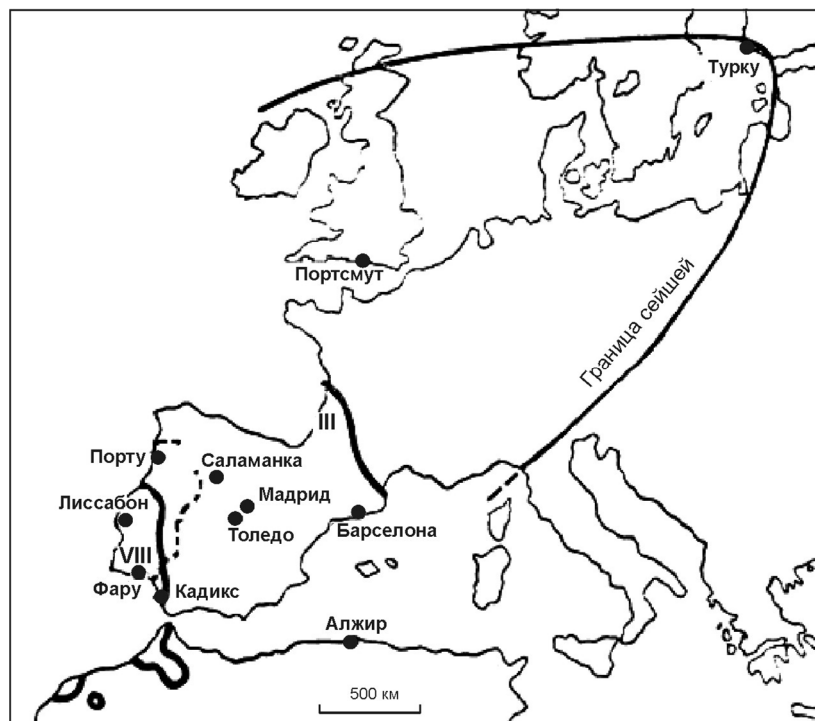 Турку
Портсмут
Граница сейшей
III
Порту
Саламанка
Мадрид
Лиссабон
Толедо
Барселона
VIII
Фару
Кадикс
Алжир
500 км